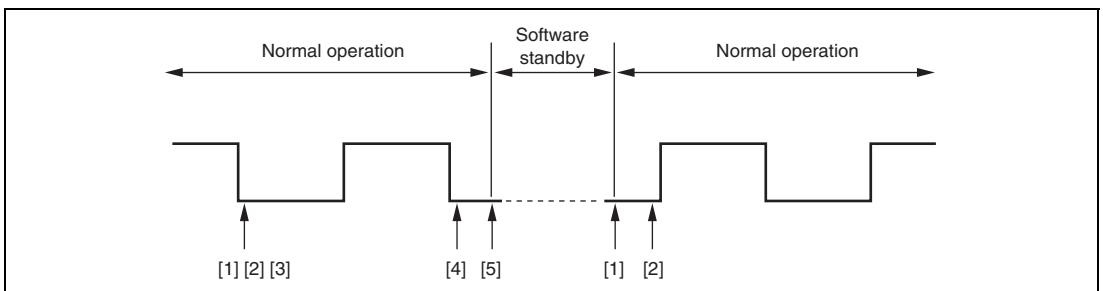 Normal operation
Software
standby
Normal operation
[1] [2] [3]
[4] [5]
[1] [2]